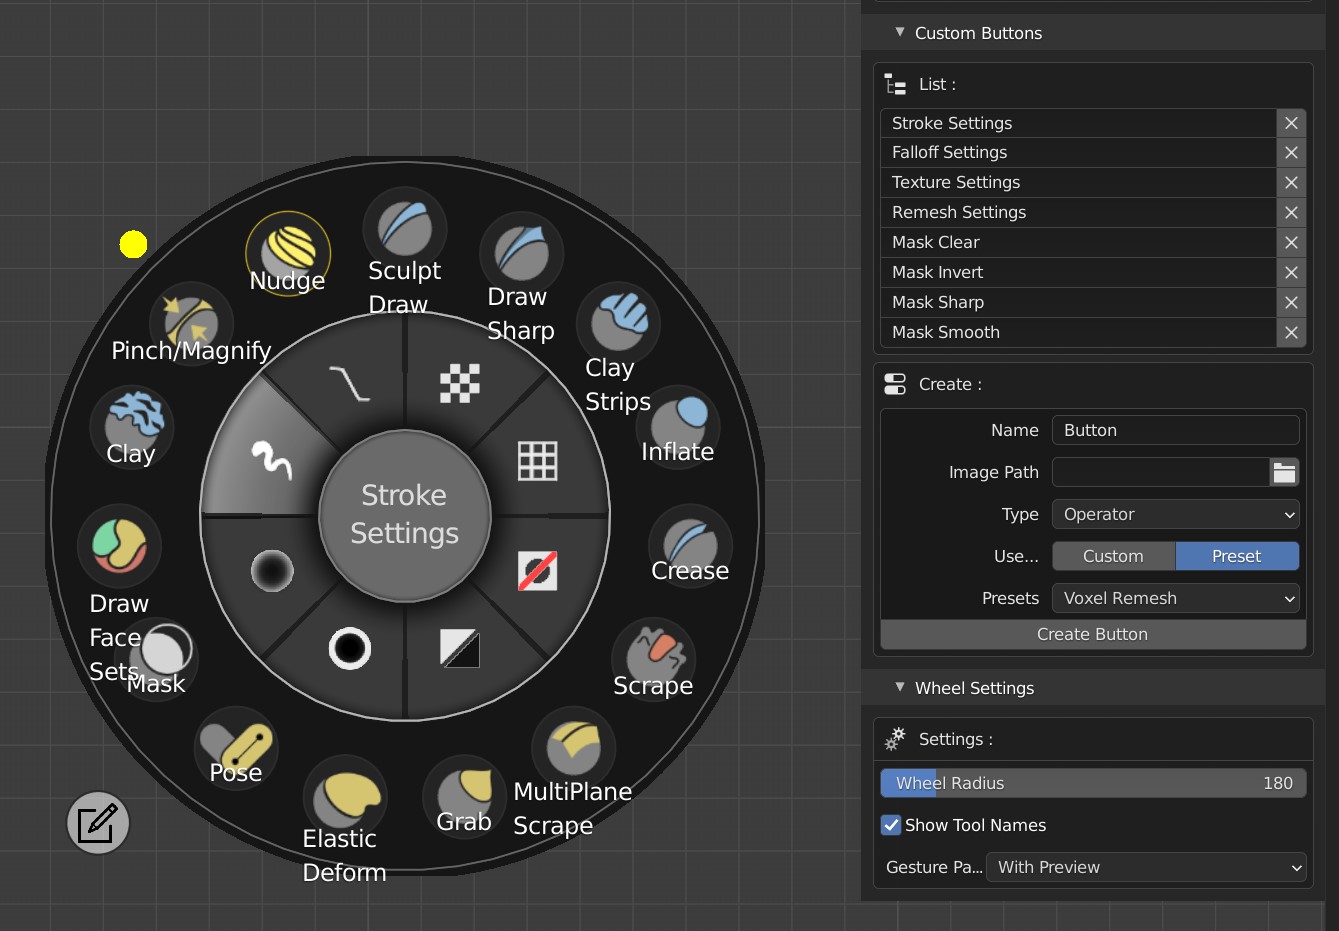 Nudge
Sculpt
Draw
Draw
Sharp
Pinch/Magnify
Clay
Strips
Clay
Inflate
Stroke
Settings
Crease
Draw
Face
Sets
Mask
Scrape
Pose
MultiPlane
Scrape
Grab
Elastic
Deform
Custom Buttons
List :
Stroke Settings
Falloff Settings
Texture Settings
Remesh Settings
Mask Clear
Mask Invert
Mask Sharp
Mask Smooth
Create :
Name Button
Image Path
Type Operator
Use... Custom Preset
Presets Voxel Remesh
Create Button
Wheel Settings
Settings :
Wheel Radius 180
Show Tool Names
Gesture Pa... With Preview